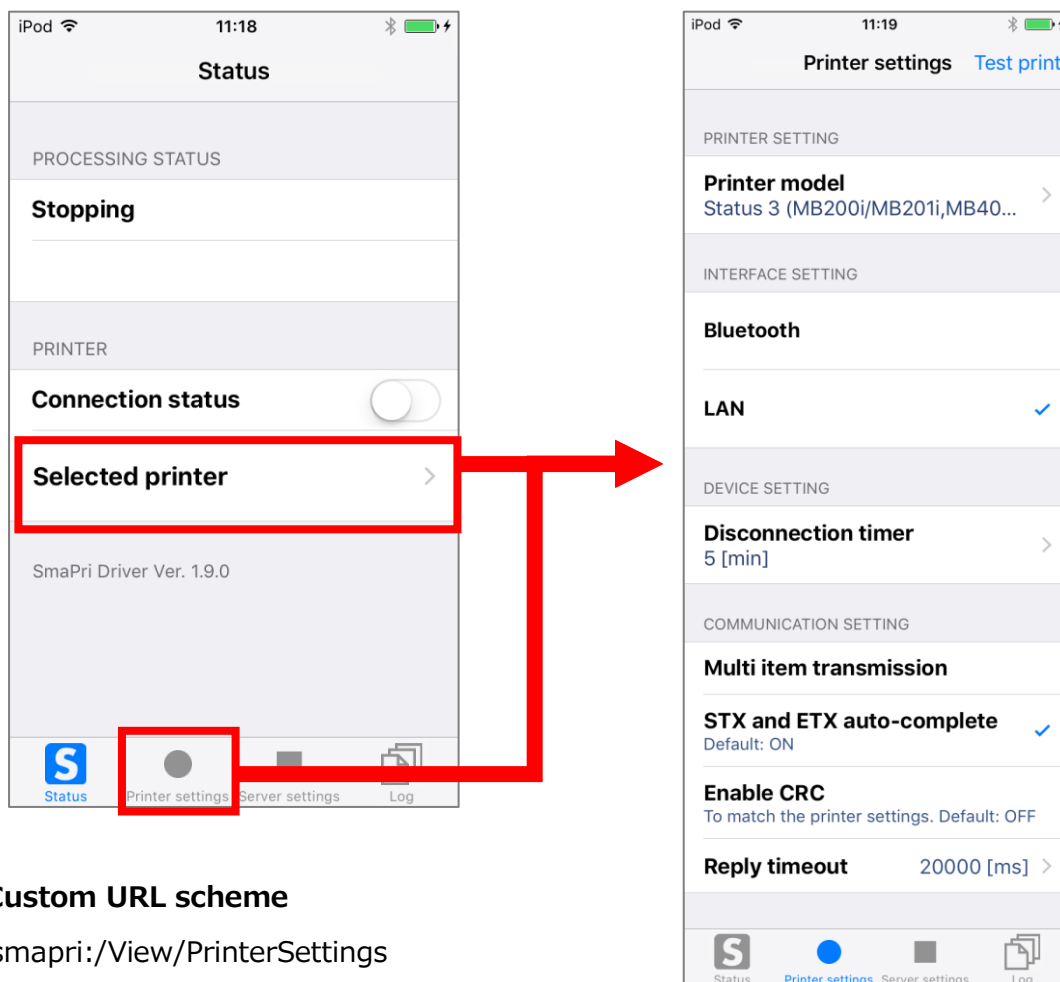 iPod 11:18
Status
PROCESSING STATUS
Stopping
PRINTER
Connection status
Selected printer
SmaPri Driver Ver. 1.9.0
S
Status Printer settings Server settings Log
Custom URL scheme
smapri:/View/PrinterSettings
iPod 11:19
Printer settings Test print
PRINTER SETTING
Printer model
Status 3 (MB200i/MB201i,MB40...
INTERFACE SETTING
Bluetooth
LAN
DEVICE SETTING
Disconnection timer
5 [min]
COMMUNICATION SETTING
Multi item transmission
STX and ETX auto-complete
Default: ON
Enable CRC
To match the printer settings. Default: OFF
Reply timeout 20000 [ms]
S
Status Printer settings Server settings Log